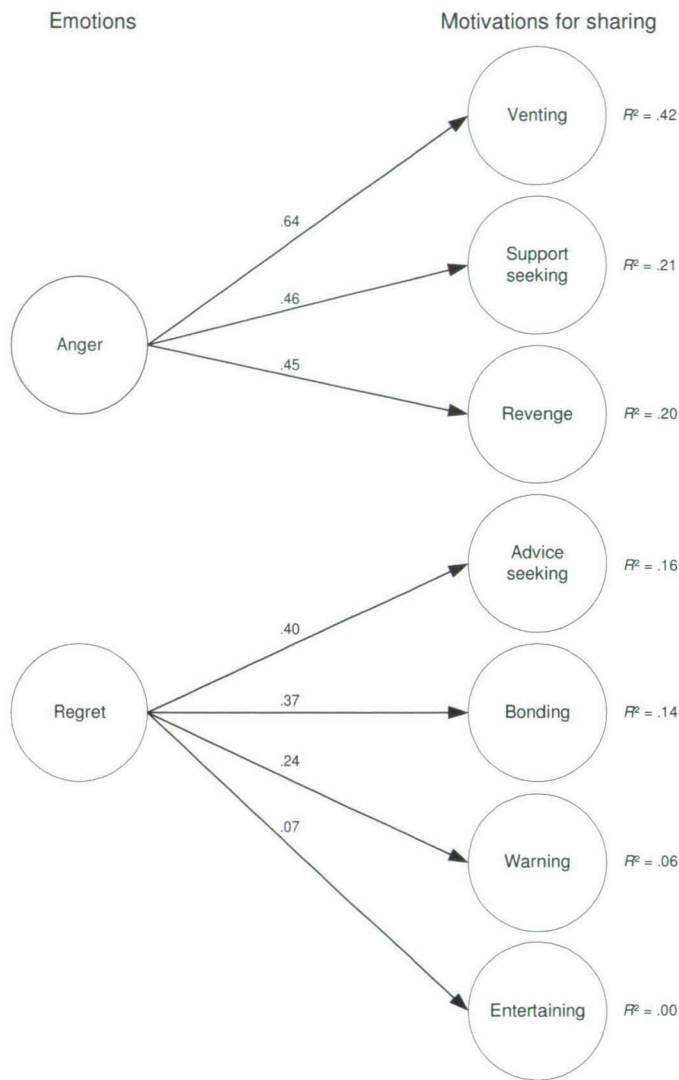 Emotions
Motivations for sharing
Venting
R² = .42
.64
Support
seeking
R² = .21
.46
Anger
.45
Revenge
R² = .20
Advice
seeking
R² = .16
.40
Regret
.37
Bonding
R² = .14
.24
Warning
R² = .06
.07
Entertaining
R² = .00